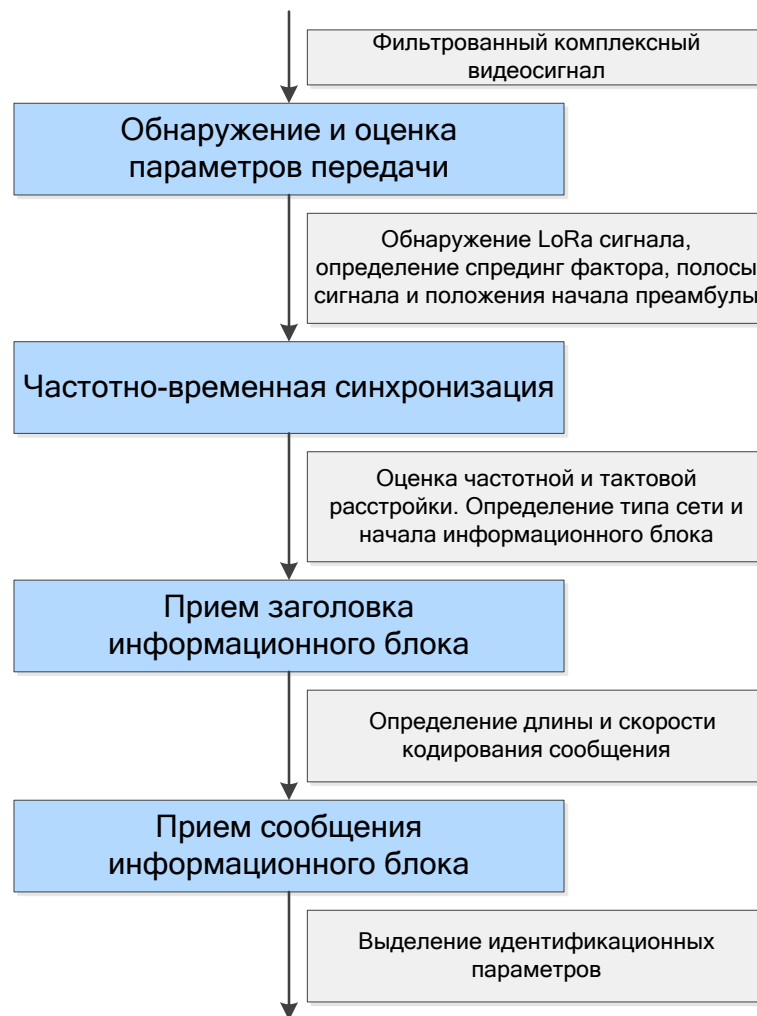 Фильтрованный комплексный
видеосигнал
Обнаружение и оценка
параметров передачи
Обнаружение LoRa сигнала,
определение спрединг фактора, полосы
сигнала и положения начала преамбулы
Частотно-временная синхронизация
Оценка частотной и тактовой
расстройки. Определение типа сети и
начала информационного блока
Прием заголовка
информационного блока
Определение длины и скорости
кодирования сообщения
Прием сообщения
информационного блока
Выделение идентификационных
параметров